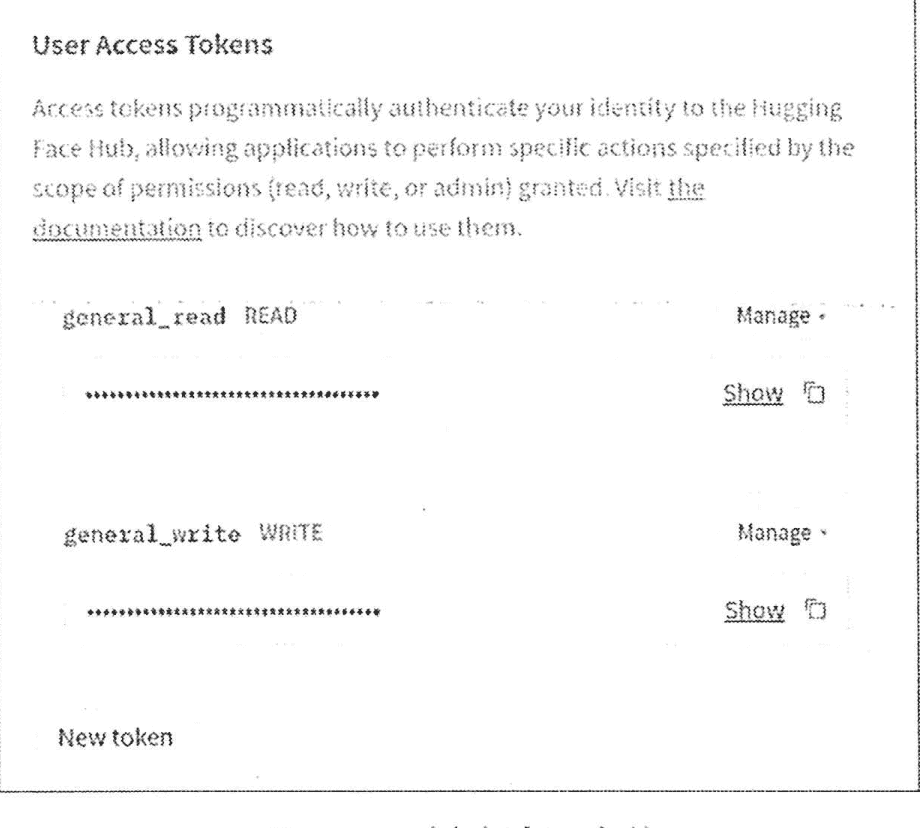 User Access Tokens
Access tokens programmatically authenticate your identity to the Hugging
Face Hub, allowing applications to perform specific actions specified by the
scope of permissions (read, write, or admin) granted. Visit the
documentation to discover how to use them.
general_read READ Manage
••••••••••••••••••••••••••••••••••••• Show
general_write WRITE Manage
••••••••••••••••••••••••••••••••••••• Show
New token